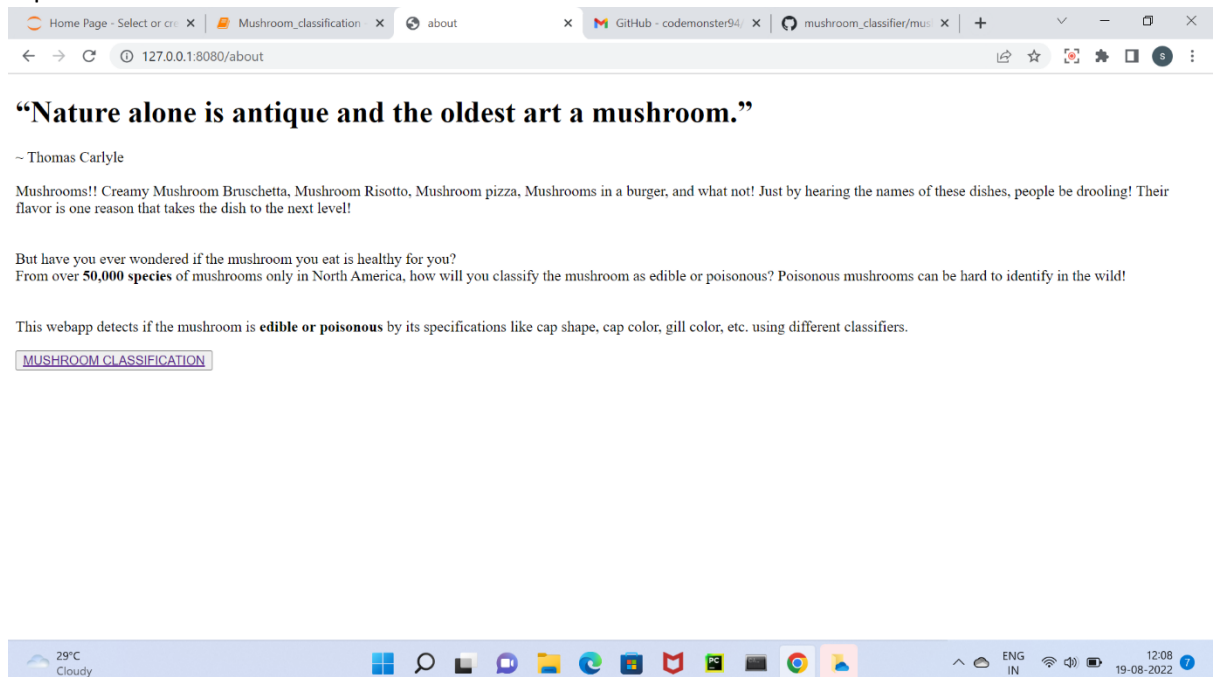 Home Page - Select or cre
Mushroom_classification -
about
GitHub - codemonster94/
mushroom_classifier/mus
127.0.0.1:8080/about
S
“Nature alone is antique and the oldest art a mushroom.”
~ Thomas Carlyle
Mushrooms!! Creamy Mushroom Bruschetta, Mushroom Risotto, Mushroom pizza, Mushrooms in a burger, and what not! Just by hearing the names of these dishes, people be drooling! Their
flavor is one reason that takes the dish to the next level!
But have you ever wondered if the mushroom you eat is healthy for you?
From over 50,000 species of mushrooms only in North America, how will you classify the mushroom as edible or poisonous? Poisonous mushrooms can be hard to identify in the wild!
This webapp detects if the mushroom is edible or poisonous by its specifications like cap shape, cap color, gill color, etc. using different classifiers.
MUSHROOM CLASSIFICATION
29°C
Cloudy
PC
ENG
IN
12:08
19-08-2022
7